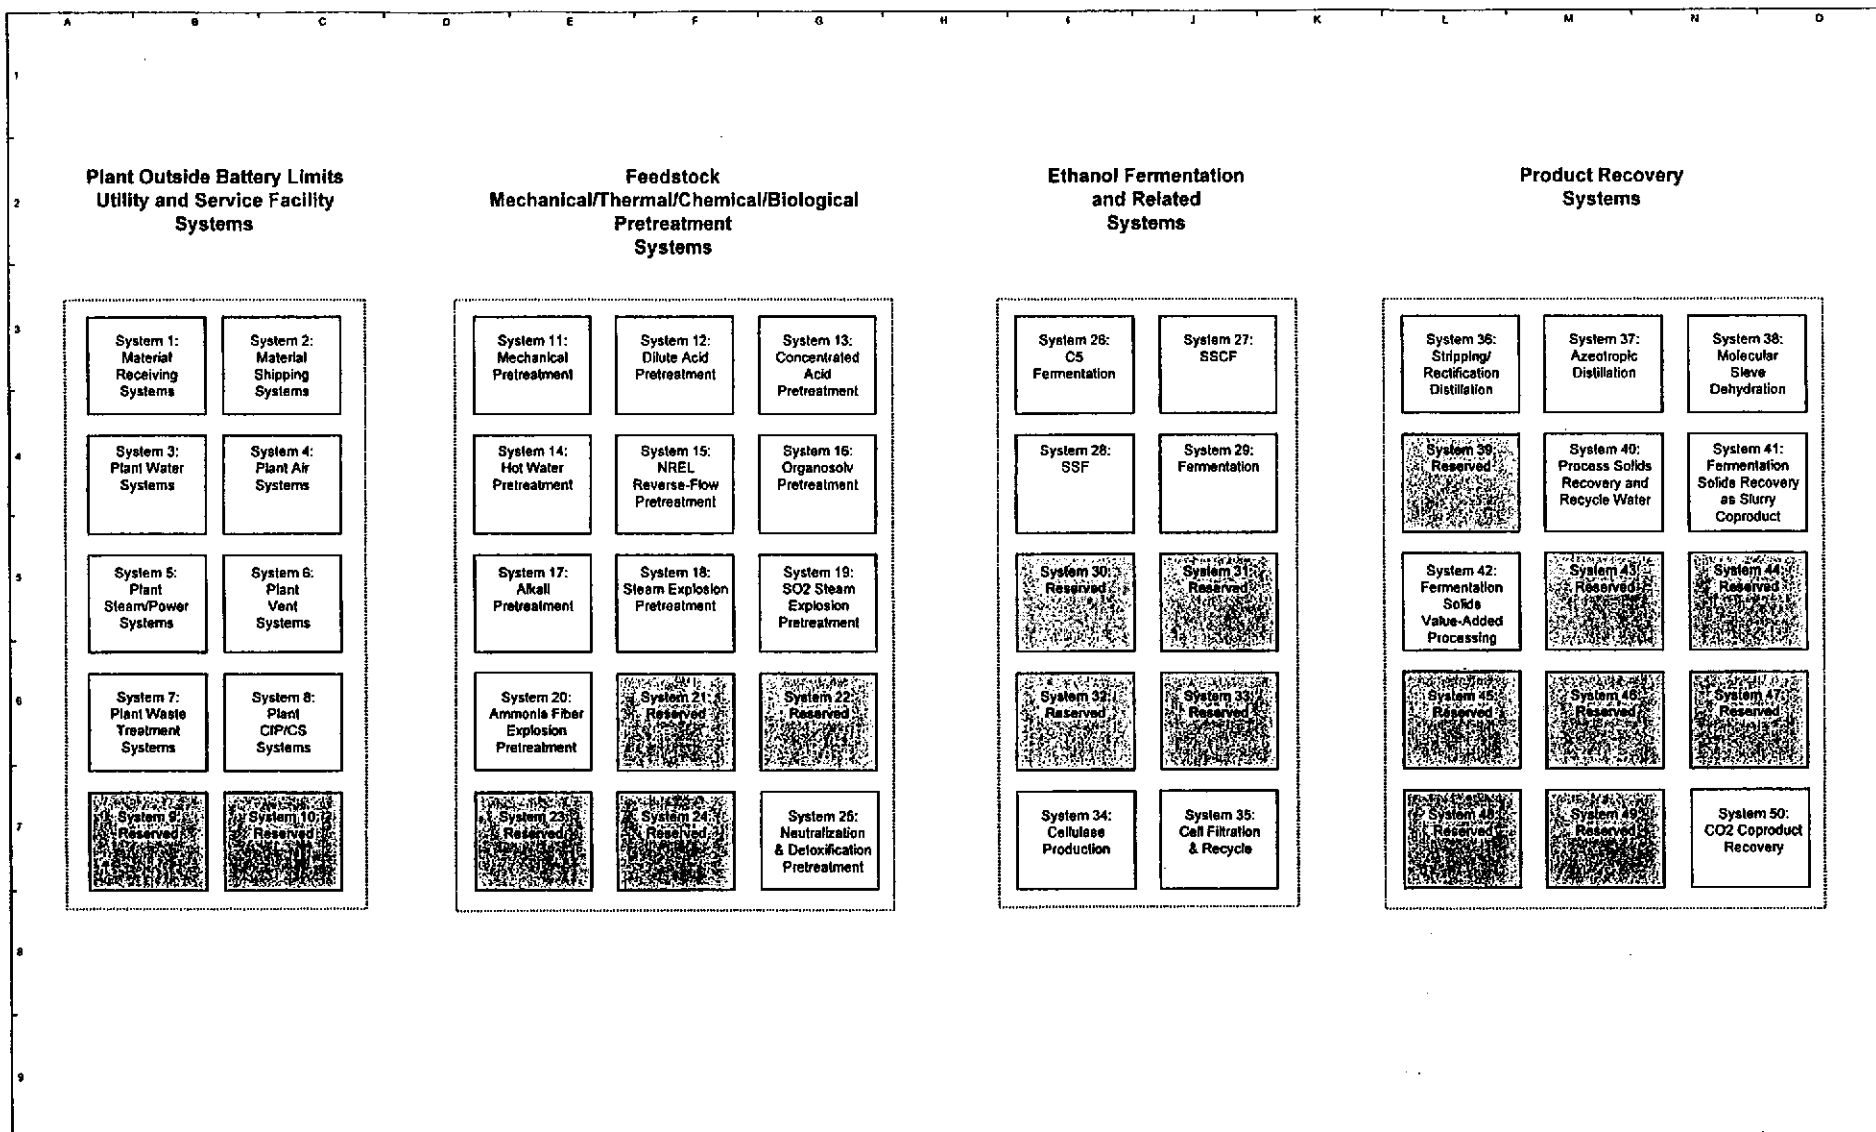 A B C D E F G H I J K L M N O
1
2
3
4
5
6
7
8
9
Plant Outside Battery Limits
Utility and Service Facility
Systems
System 1:
Material
Receiving
Systems
System 2:
Material
Shipping
Systems
System 3:
Plant Water
Systems
System 4:
Plant Air
Systems
System 5:
Plant
Steam/Power
Systems
System 6:
Plant
Vent
Systems
System 7:
Plant Waste
Treatment
Systems
System 8:
Plant
CIP/CS
Systems
System 9:
Reserved
System 10:
Reserved
Feedstock
Mechanical/Thermal/Chemical/Biological
Pretreatment
Systems
System 11:
Mechanical
Pretreatment
System 12:
Dilute Acid
Pretreatment
System 13:
Concentrated
Acid
Pretreatment
System 14:
Hot Water
Pretreatment
System 15:
NREL
Reverse-Flow
Pretreatment
System 16:
Organosolv
Pretreatment
System 17:
Alkali
Pretreatment
System 18:
Steam Explosion
Pretreatment
System 19:
SO2 Steam
Explosion
Pretreatment
System 20:
Ammonia Fiber
Explosion
Pretreatment
System 21:
Reserved
System 22:
Reserved
System 23:
Reserved
System 24:
Reserved
System 25:
Neutralization
& Detoxification
Pretreatment
Ethanol Fermentation
and Related
Systems
System 26:
C5
Fermentation
System 27:
SSCF
System 28:
SSF
System 29:
Fermentation
System 30:
Reserved
System 31:
Reserved
System 32:
Reserved
System 33:
Reserved
System 34:
Cellulase
Production
System 35:
Cell Filtration
& Recycle
Product Recovery
Systems
System 36:
Stripping/
Rectification
Distillation
System 37:
Azeotropic
Distillation
System 38:
Molecular
Sieve
Dehydration
System 39:
Reserved
System 40:
Process Solids
Recovery and
Recycle Water
System 41:
Fermentation
Solids Recovery
as Slurry
Coproduct
System 42:
Fermentation
Solids
Value-Added
Processing
System 43:
Reserved
System 44:
Reserved
System 45:
Reserved
System 46:
Reserved
System 47:
Reserved
System 48:
Reserved
System 49:
Reserved
System 50:
CO2 Coproduct
Recovery